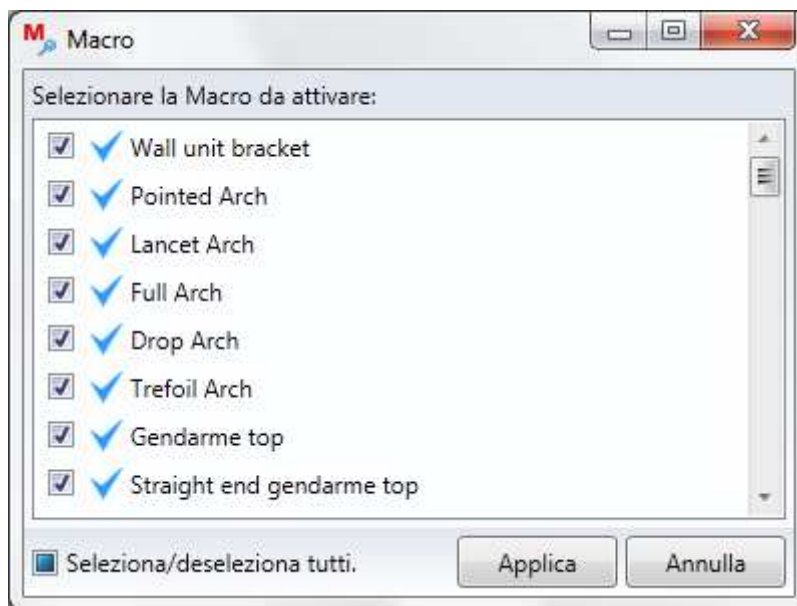 M Macro
Selezionare la Macro da attivare:
Wall unit bracket
Pointed Arch
Lancet Arch
Full Arch
Drop Arch
Trefoil Arch
Gendarme top
Straight end gendarme top
Seleziona/deseleziona tutti.
Applica
Annulla